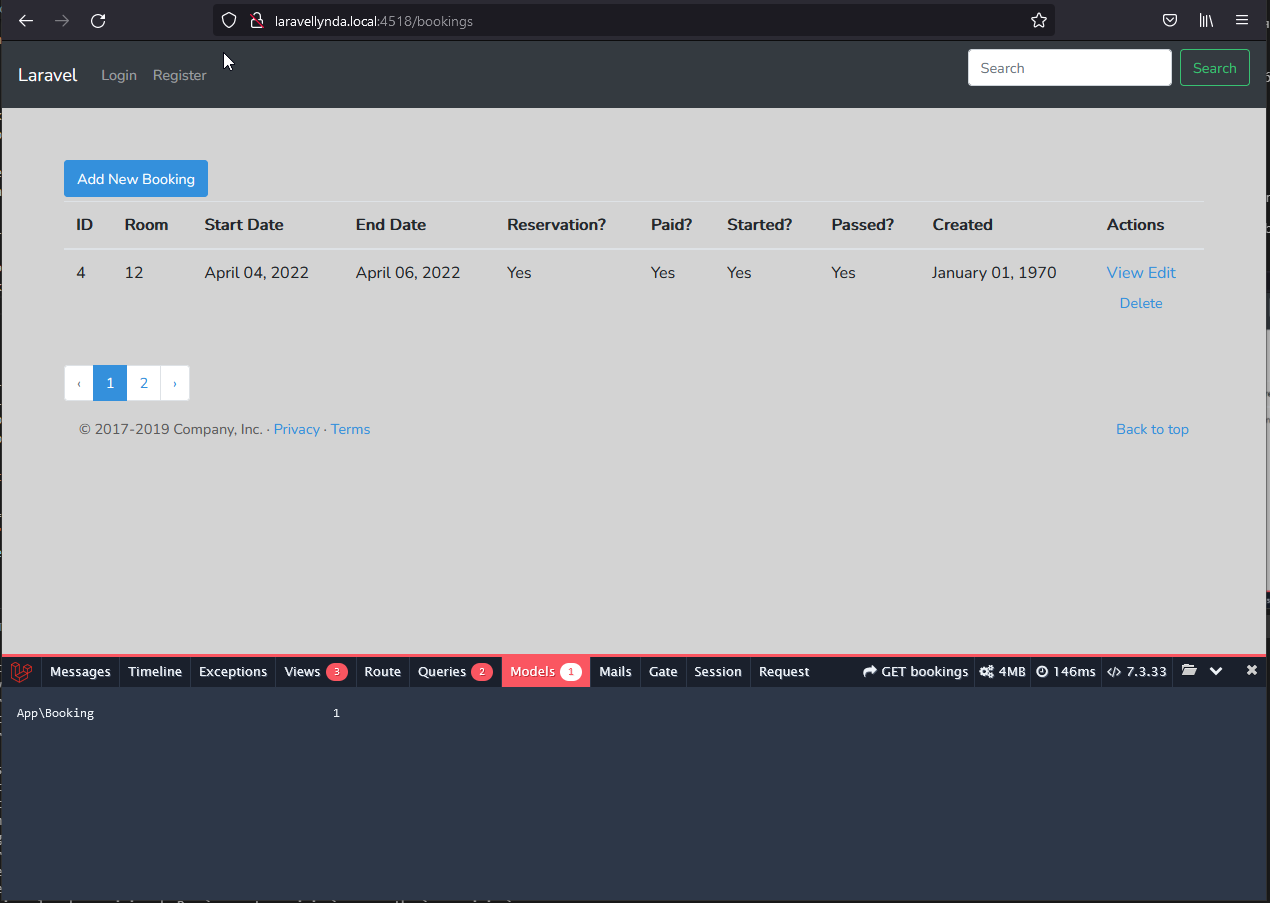 laravellynda.local:4518/bookings
Laravel Login Register Search Search
Add New Booking
ID Room Start Date End Date Reservation? Paid? Started? Passed? Created Actions
4 12 April 04, 2022 April 06, 2022 Yes Yes Yes Yes January 01, 1970 View Edit
Delete
‹ 1 2 ›
© 2017-2019 Company, Inc. · Privacy · Terms Back to top
Messages Timeline Exceptions Views 3 Route Queries 2 Models 1 Mails Gate Session Request GET bookings 4MB 146ms 7.3.33
App\Booking 1